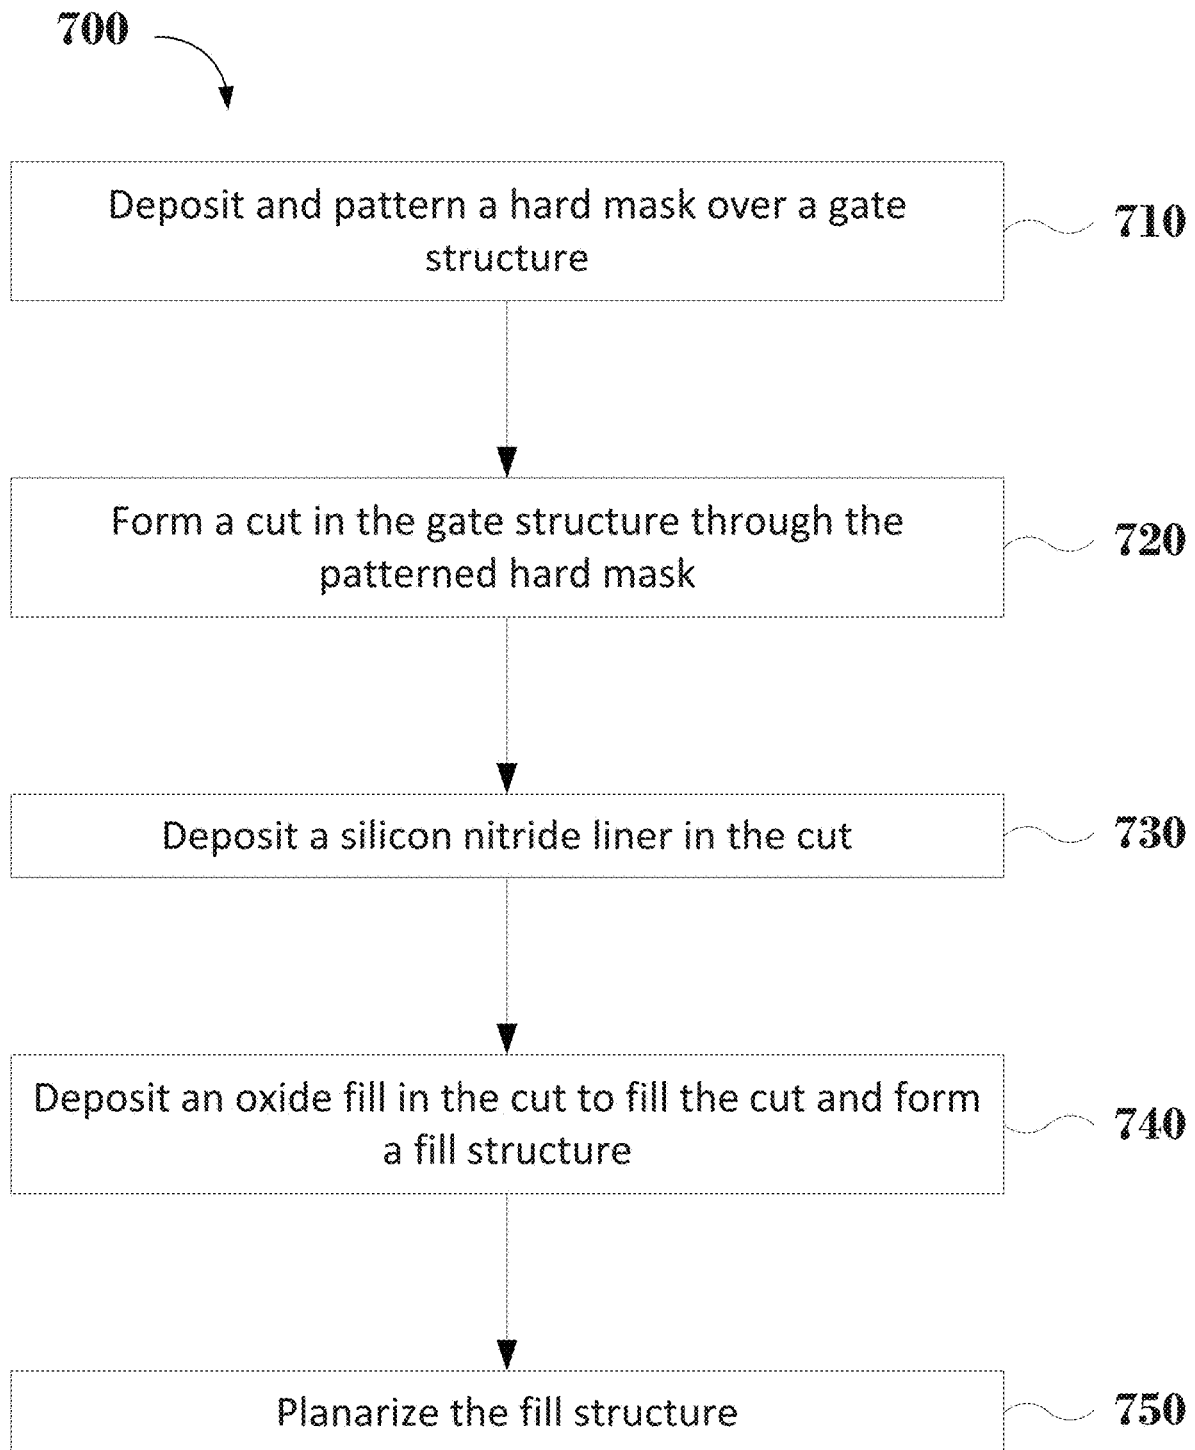 700
Deposit and pattern a hard mask over a gate
structure
710
Form a cut in the gate structure through the
patterned hard mask
720
Deposit a silicon nitride liner in the cut
730
Deposit an oxide fill in the cut to fill the cut and form
a fill structure
740
Planarize the fill structure
750